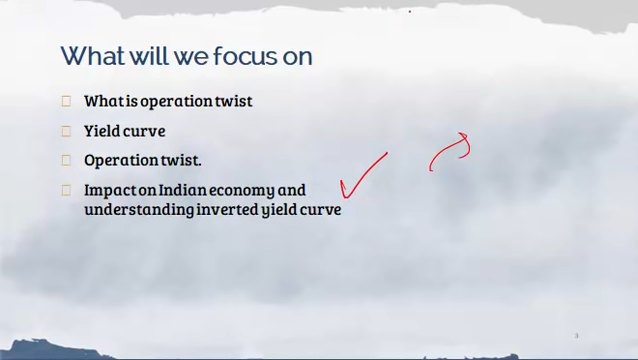 What will we focus on
What is operation twist
Yield curve
Operation twist.
Impact on Indian economy and
understanding inverted yield curve
3